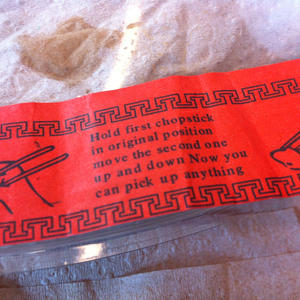 Hold first chopstick
in original position
move the second one
up and down Now you
can pick up anything